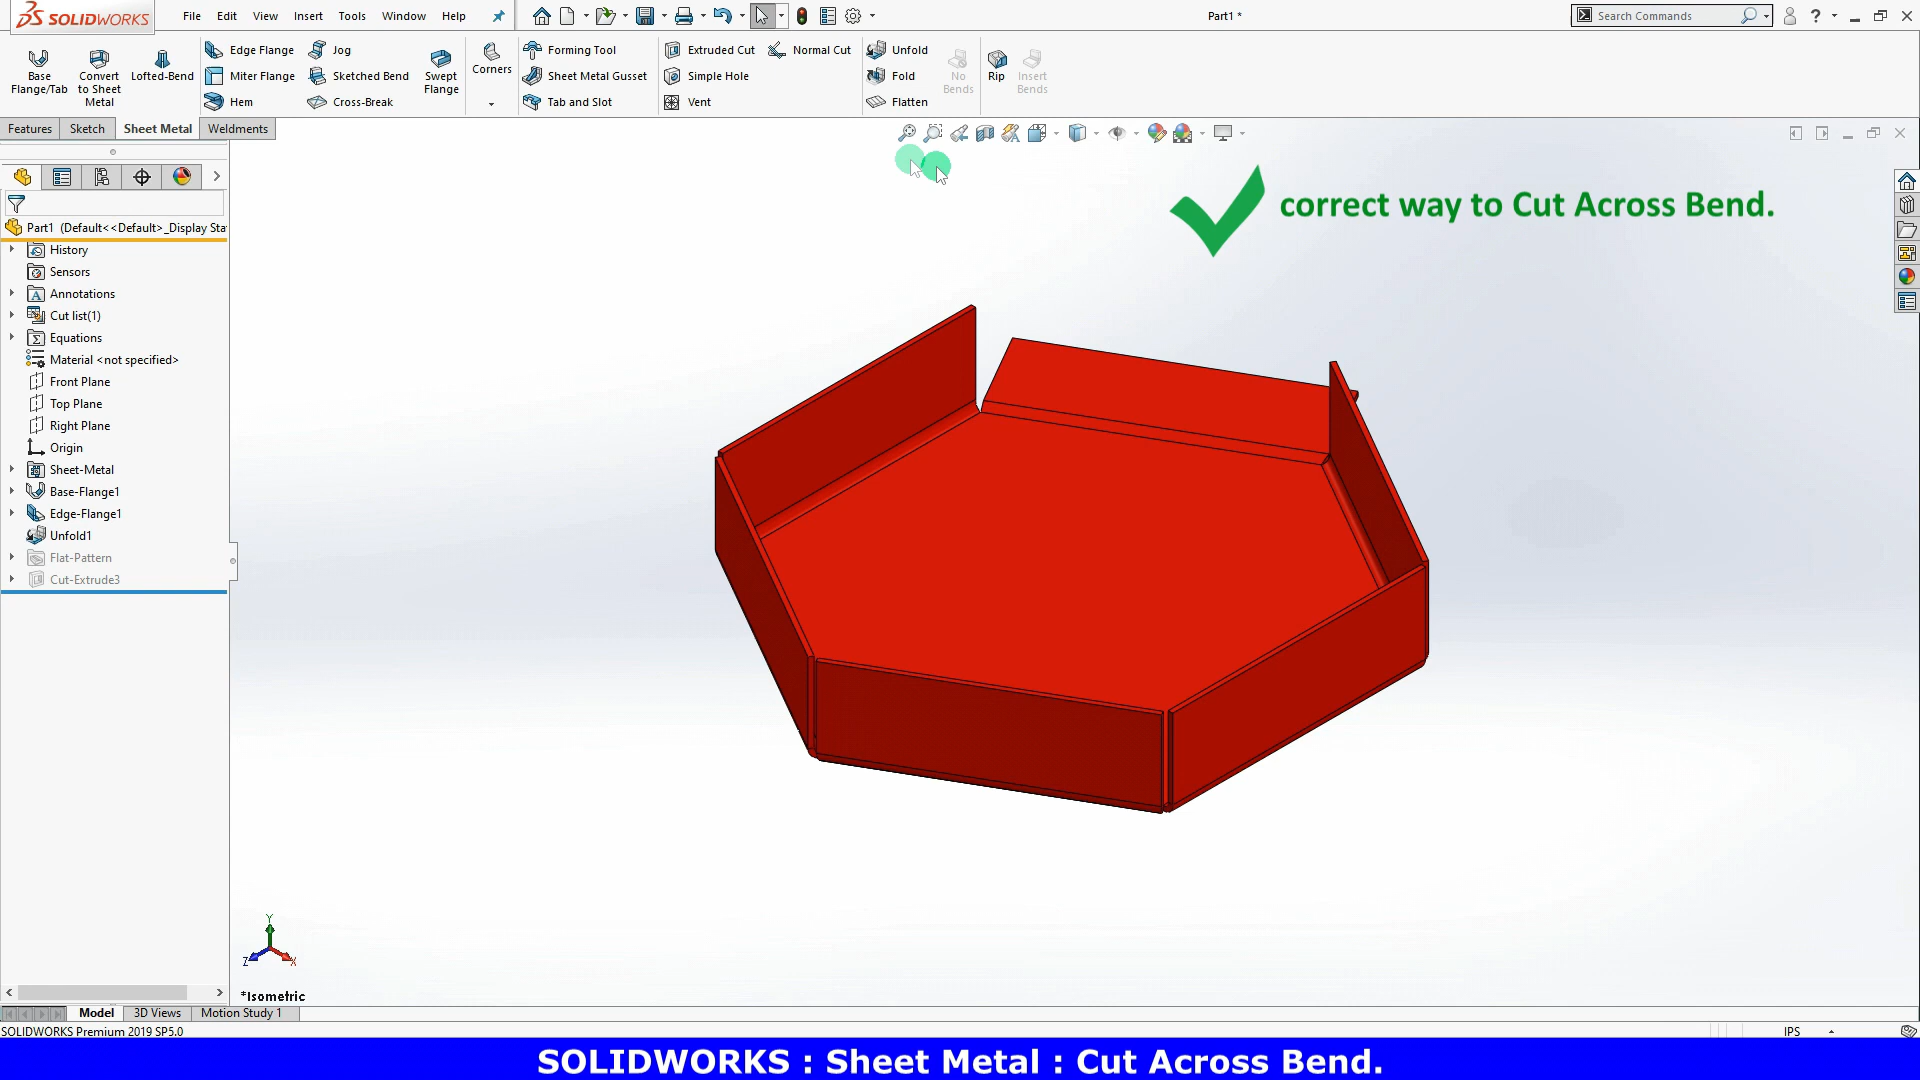 SOLIDWORKS
File Edit View Insert Tools Window Help
Part1 *
Search Commands
Base Flange/Tab
Convert to Sheet Metal
Lofted-Bend
Edge Flange
Miter Flange
Hem
Jog
Sketched Bend
Cross-Break
Swept Flange
Corners
Forming Tool
Sheet Metal Gusset
Tab and Slot
Extruded Cut
Simple Hole
Vent
Normal Cut
Unfold
Fold
Flatten
No Bends
Rip
Insert Bends
Features Sketch Sheet Metal Weldments
correct way to Cut Across Bend.
Part1 (Default<<Default>_Display Sta
History
Sensors
Annotations
Cut list(1)
Equations
Material <not specified>
Front Plane
Top Plane
Right Plane
Origin
Sheet-Metal
Base-Flange1
Edge-Flange1
Unfold1
Flat-Pattern
Cut-Extrude3
Y
Z
X
*Isometric
Model 3D Views Motion Study 1
SOLIDWORKS Premium 2019 SP5.0
IPS
SOLIDWORKS : Sheet Metal : Cut Across Bend.